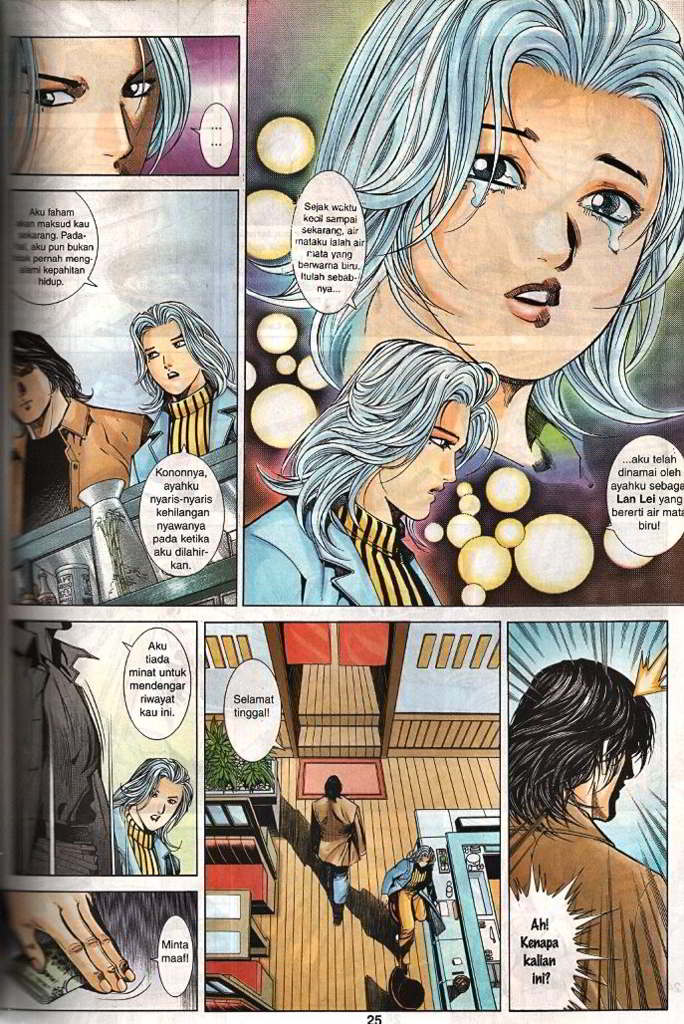 ... ...
Aku faham
akan maksud kau
sekarang. Pada-
hal, aku pun bukan
tidak pernah meng-
alami kepahitan
hidup.
Kononnya,
ayahku
nyaris-nyaris
kehilangan
nyawanya
pada ketika
aku dilahir-
kan.
Sejak waktu
kecil sampai
sekarang, air
mataku ialah air
mata yang
berwarna biru.
Itulah sebab-
nya...
...aku telah
dinamai oleh
ayahku sebagai
Lan Lei yang
bererti air mata
biru!
Aku
tiada
minat untuk
mendengar
riwayat
kau ini.
Minta
maaf!
Selamat
tinggal!
Ah!
Kenapa
kalian
ini?
25